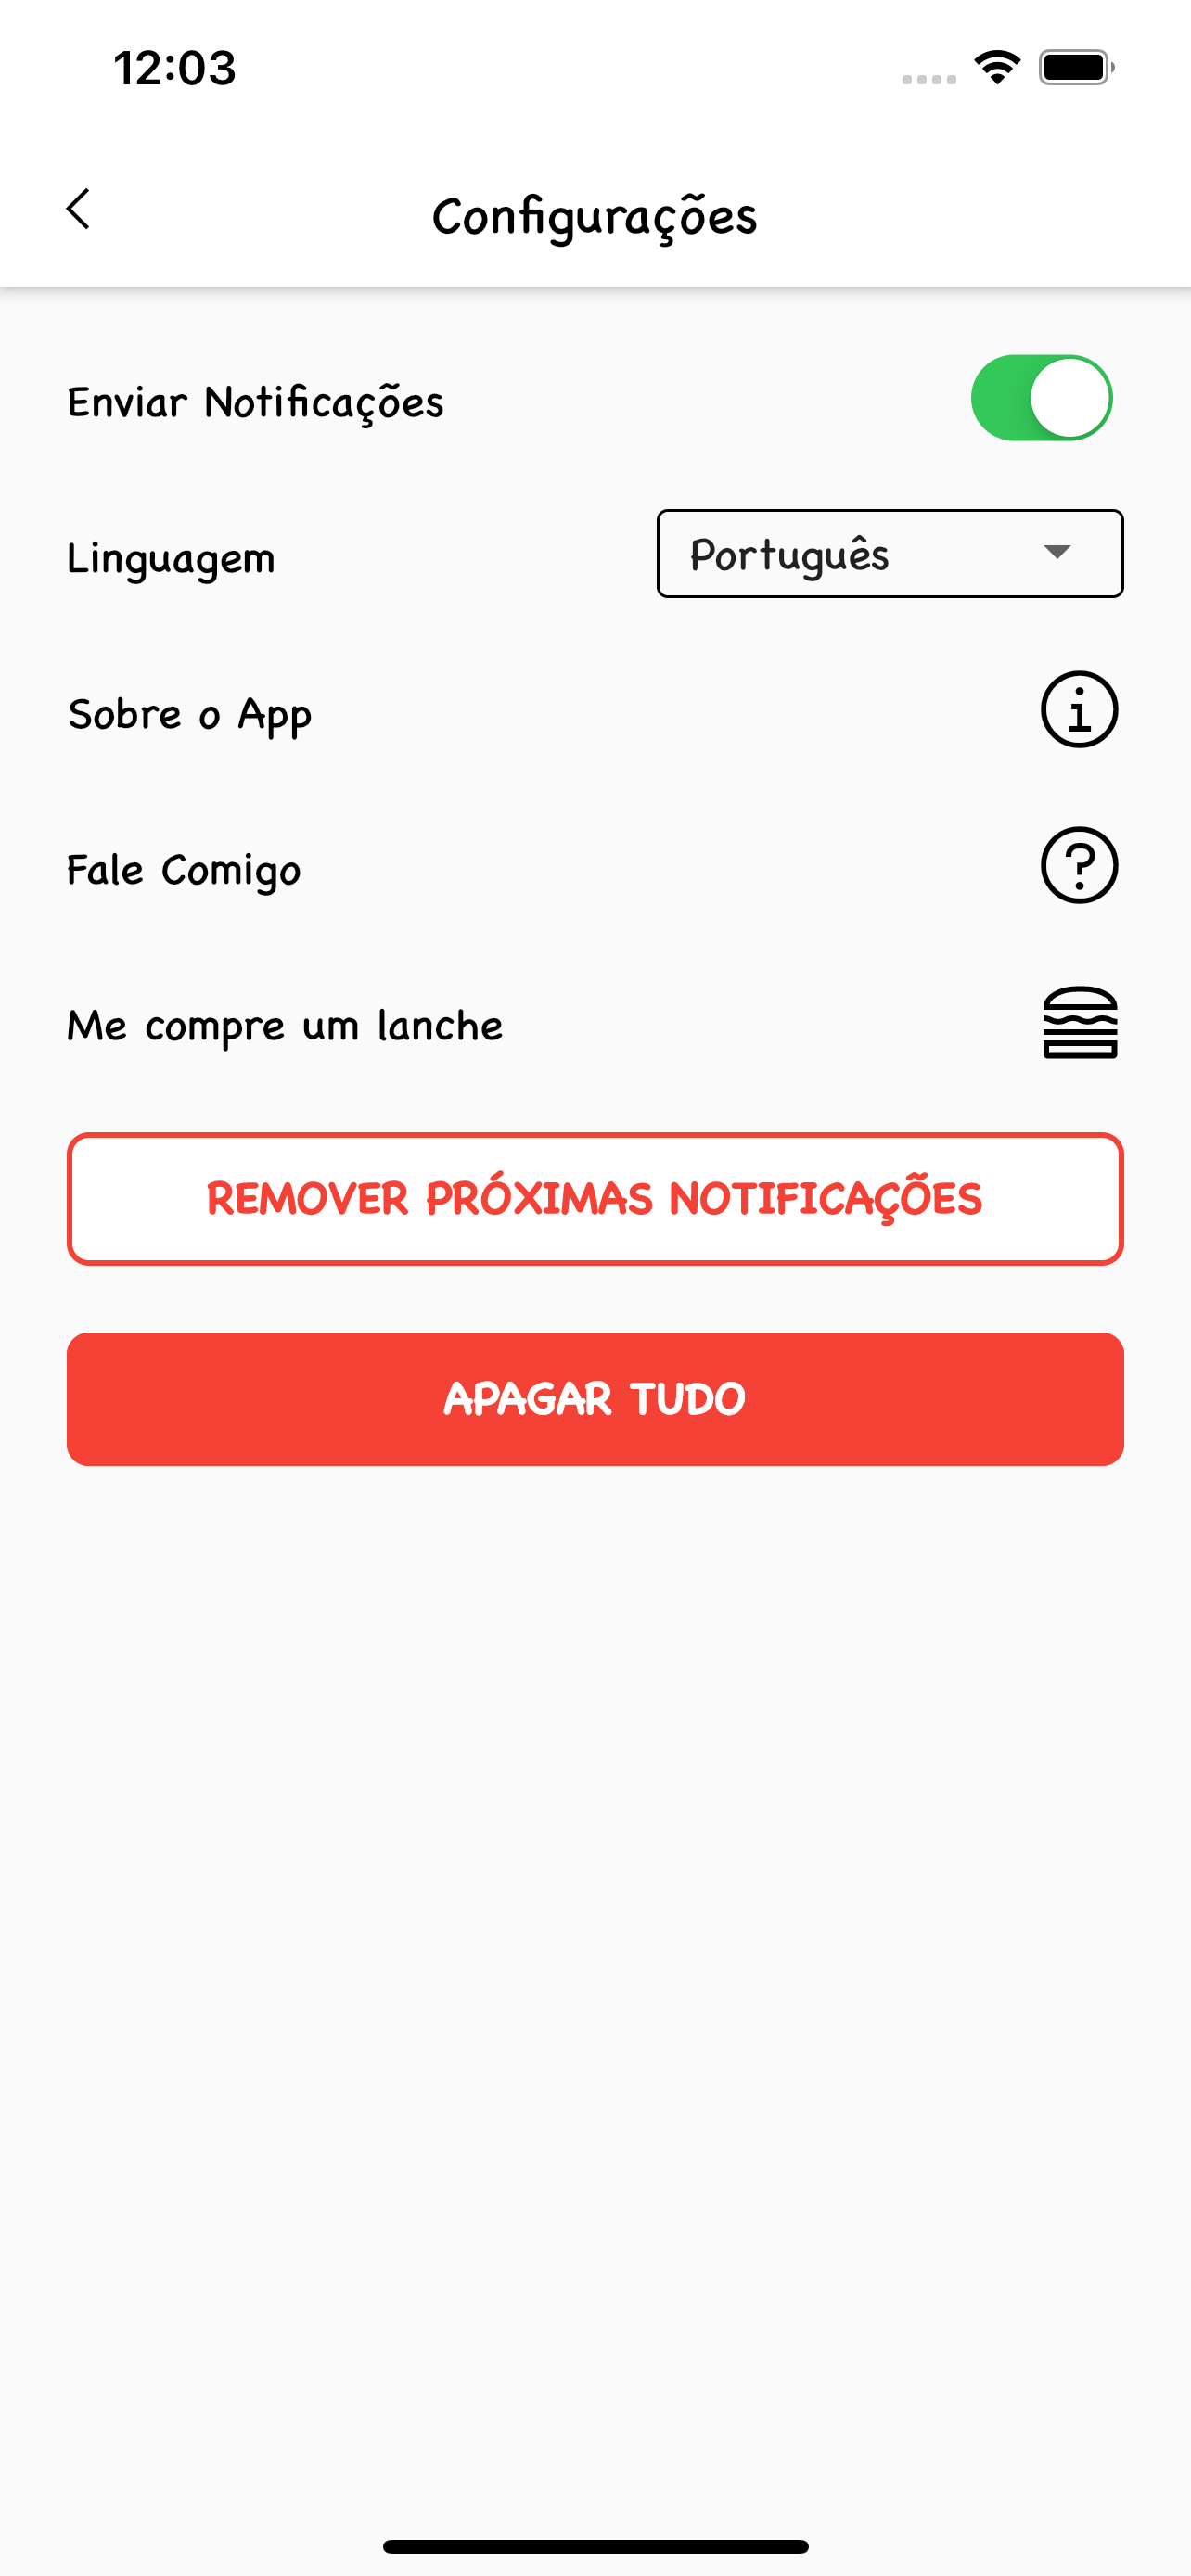 12:03
Configurações
Enviar Notificações
Linguagem
Português
Sobre o App
Fale Comigo
Me compre um lanche
REMOVER PRÓXIMAS NOTIFICAÇÕES
APAGAR TUDO